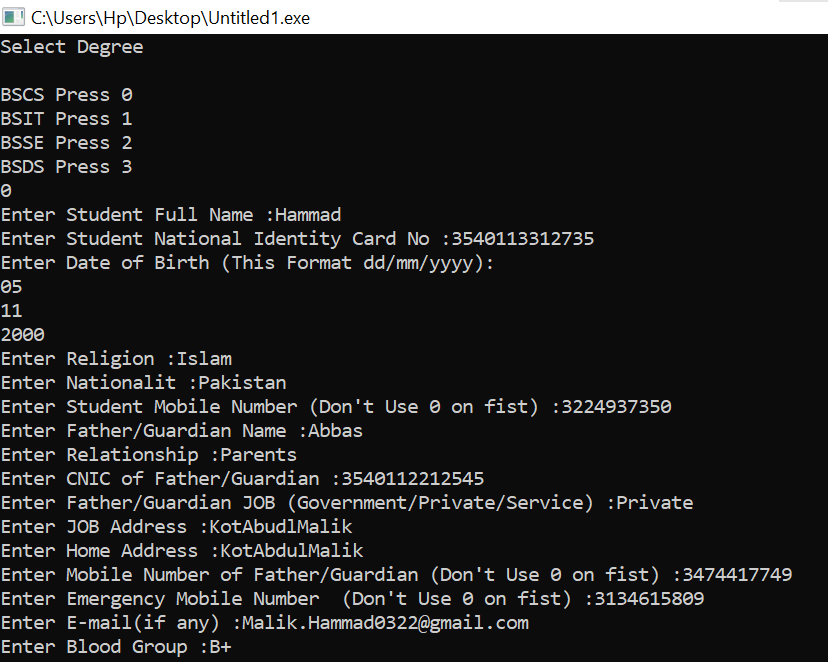 C:\Users\Hp\Desktop\Untitled1.exe
Select Degree
BSCS Press 0
BSIT Press 1
BSSE Press 2
BSDS Press 3
0
Enter Student Full Name :Hammad
Enter Student National Identity Card No :3540113312735
Enter Date of Birth (This Format dd/mm/yyyy):
05
11
2000
Enter Religion :Islam
Enter Nationalit :Pakistan
Enter Student Mobile Number (Don't Use 0 on fist) :3224937350
Enter Father/Guardian Name :Abbas
Enter Relationship :Parents
Enter CNIC of Father/Guardian :3540112212545
Enter Father/Guardian JOB (Government/Private/Service) :Private
Enter JOB Address :KotAbudlMalik
Enter Home Address :KotAbdulMalik
Enter Mobile Number of Father/Guardian (Don't Use 0 on fist) :3474417749
Enter Emergency Mobile Number  (Don't Use 0 on fist) :3134615809
Enter E-mail(if any) :Malik.Hammad0322@gmail.com
Enter Blood Group :B+